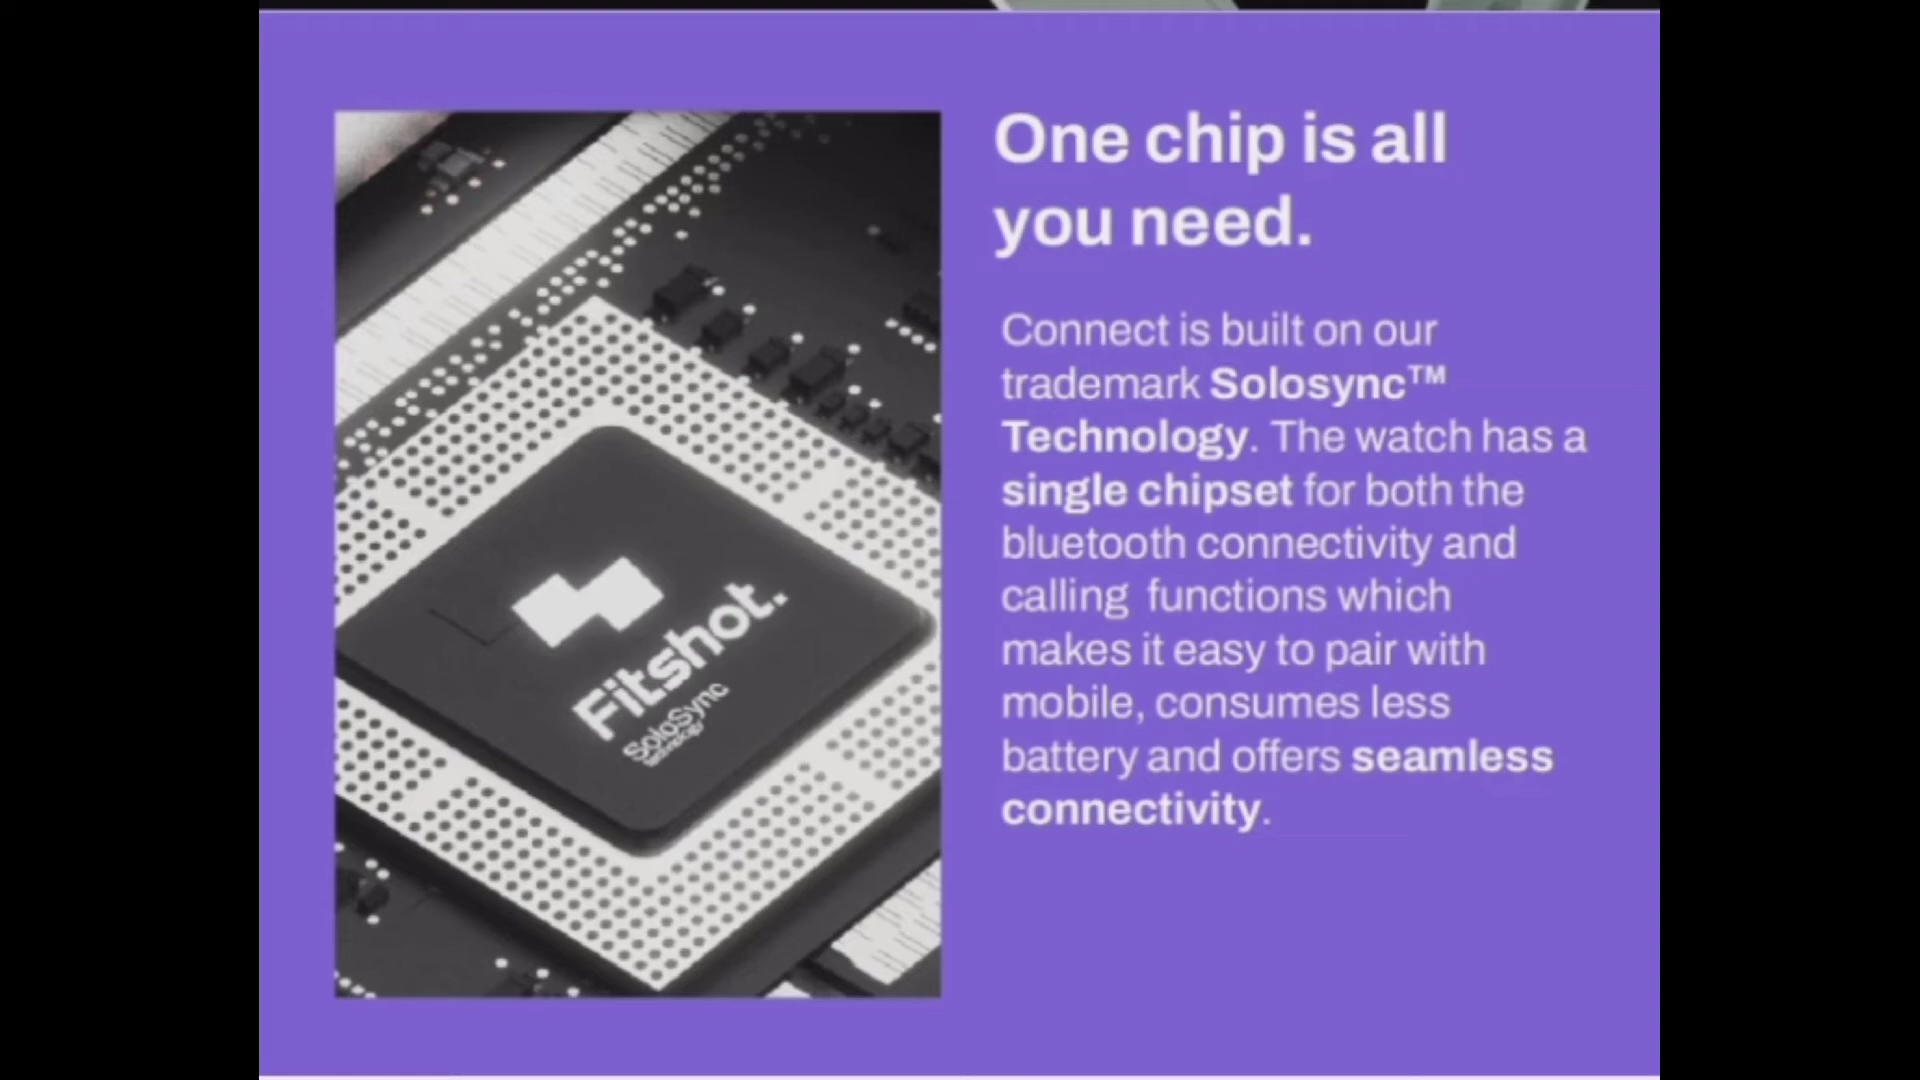 One chip is all
you need.
Connect is built on our
trademark Solosync™
Technology. The watch has a
single chipset for both the
bluetooth connectivity and
calling functions which
makes it easy to pair with
mobile, consumes less
battery and offers seamless
connectivity.
Fitshot.
SoloSync
technology